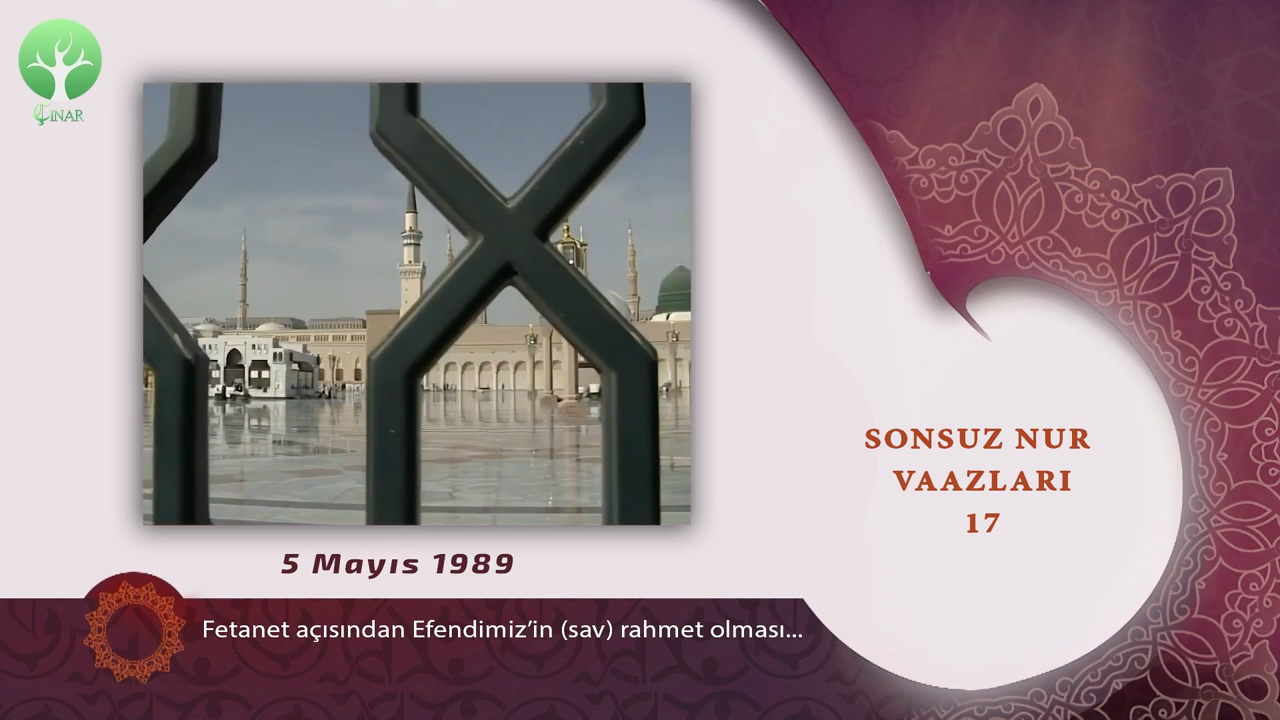 ÇINAR
SONSUZ NUR
VAAZLARI
17
5 Mayıs 1989
Fetanet açısından Efendimiz’in (sav) rahmet olması...